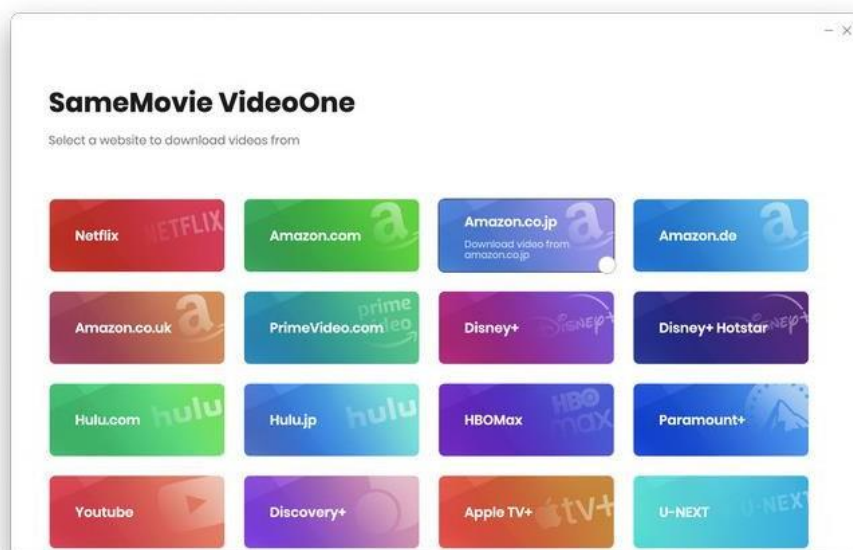 SameMovie VideoOne
Select a website to download videos from
Netflix
NETFLIX
Amazon.com
a
Amazon.co.jp
Download video from
amazon.co.jp
a
Amazon.de
a
Amazon.co.uk
a
PrimeVideo.com
prime
video
Disney+
Disney+
Disney+ Hotstar
Disney+
Hulu.com
hulu
Hulu.jp
hulu
HBOMax
HBO
max
Paramount+
Youtube
Discovery+
Apple TV+
tv+
U-NEXT
U-NEXT